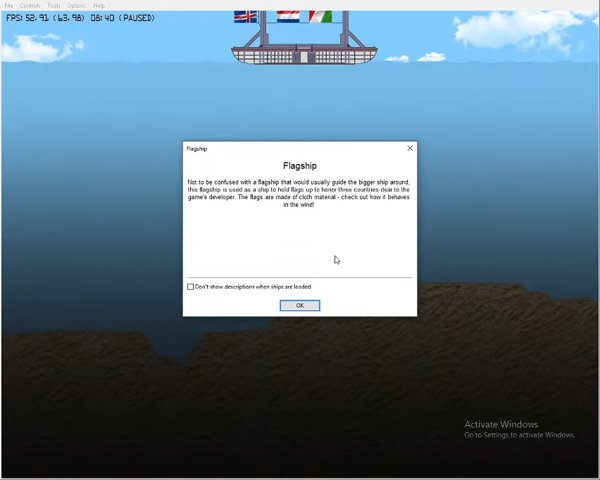 File Controls Tools Options Help
FPS: 52.91 (63.98) 08:40 (PAUSED)
Flagship
Flagship
Not to be confused with a flagship that would usually guide the bigger ship around,
this flagship is used as a ship to hold flags up to honor three countries dear to the
game's developer. The flags are made of cloth material - check out how it behaves
in the wind!
Don't show descriptions when ships are loaded
OK
Activate Windows
Go to Settings to activate Windows.